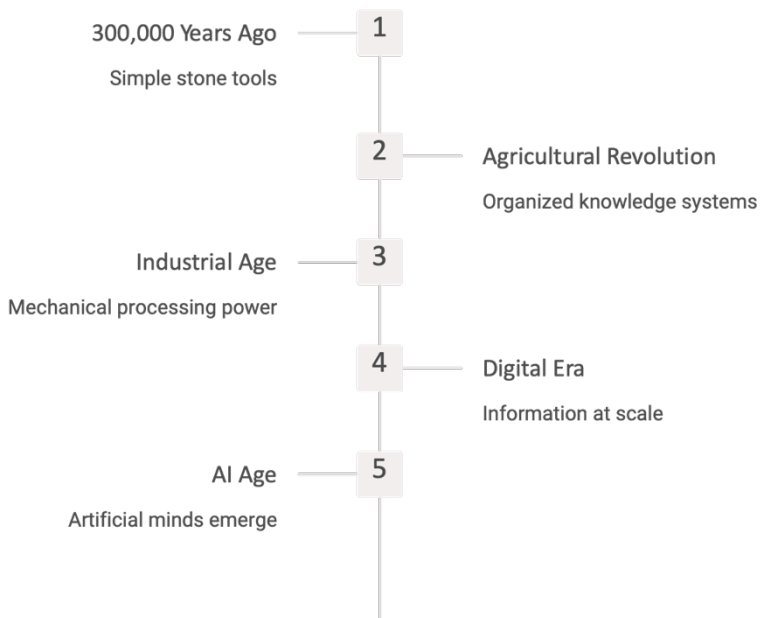 1
300,000 Years Ago
Simple stone tools
2
Agricultural Revolution
Organized knowledge systems
3
Industrial Age
Mechanical processing power
4
Digital Era
Information at scale
5
AI Age
Artificial minds emerge